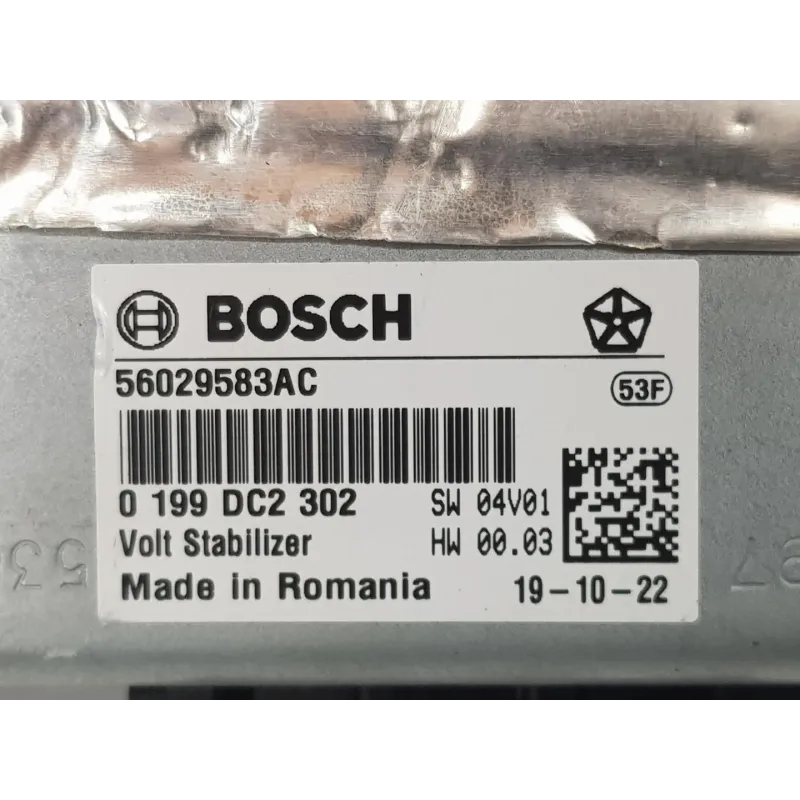 BOSCH
56029583AC
53F
0 199 DC2 302 SW 04V01
Volt Stabilizer HW 00.03
Made in Romania 19-10-22